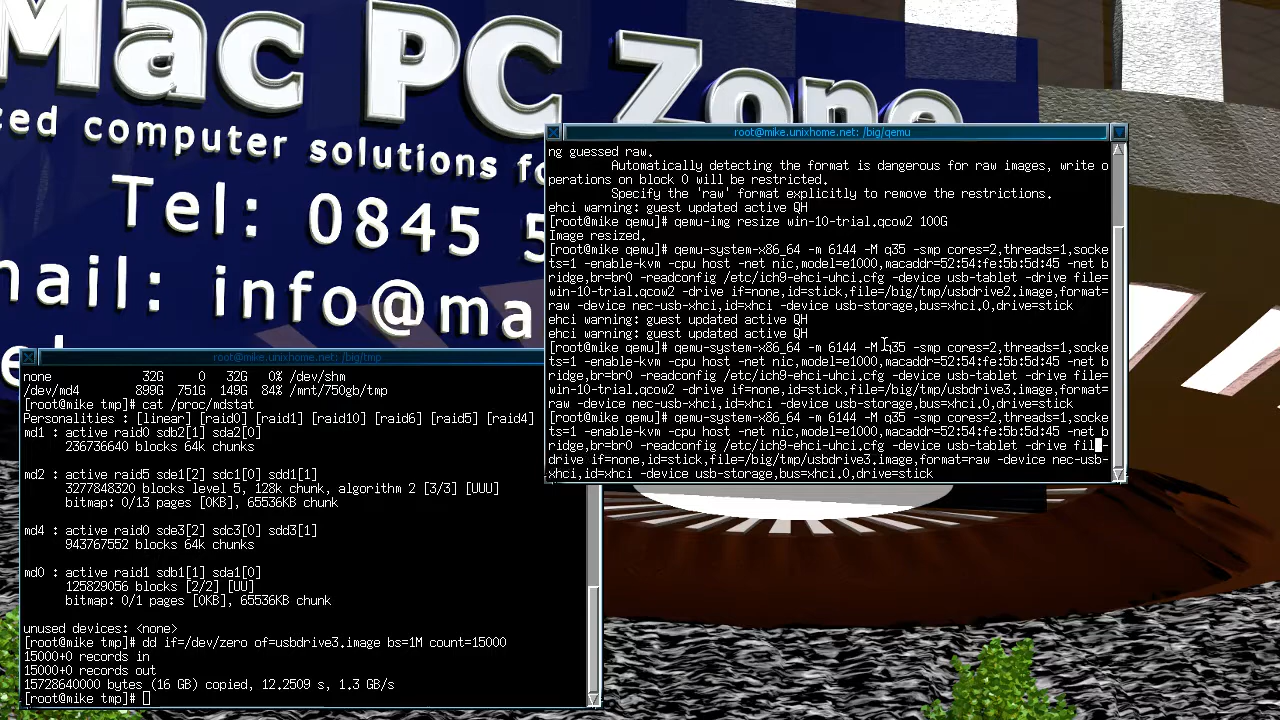 Mac PC Zone
ced computer solutions fo
Tel: 0845 5
mail: info@ma
root@mike.unixhome.net: /big/qemu
ng guessed raw.
Automatically detecting the format is dangerous for raw images, write o
perations on block 0 will be restricted.
Specify the 'raw' format explicitly to remove the restrictions.
ehci warning: guest updated active QH
[root@mike qemu]# qemu-img resize win-10-trial.qcow2 100G
Image resized.
[root@mike qemu]# qemu-system-x86_64 -m 6144 -M q35 -smp cores=2,threads=1,socke
ts=1 -enable-kvm -cpu host -net nic,model=e1000,macaddr=52:54:fe:5b:5d:45 -net b
ridge,br=br0 -readconfig /etc/ich9-ehci-uhci.cfg -device usb-tablet -drive file=
win-10-trial.qcow2 -drive if=none,id=stick,file=/big/tmp/usbdrive2.image,format=
raw -device nec-usb-xhci,id=xhci -device usb-storage,bus=xhci.0,drive=stick
ehci warning: guest updated active QH
ehci warning: guest updated active QH
[root@mike qemu]# qemu-system-x86_64 -m 6144 -M q35 -smp cores=2,threads=1,socke
ts=1 -enable-kvm -cpu host -net nic,model=e1000,macaddr=52:54:fe:5b:5d:45 -net b
ridge,br=br0 -readconfig /etc/ich9-ehci-uhci.cfg -device usb-tablet -drive file=
win-10-trial.qcow2 -drive if=none,id=stick,file=/big/tmp/usbdrive3.image,format=
raw -device nec-usb-xhci,id=xhci -device usb-storage,bus=xhci.0,drive=stick
[root@mike qemu]# qemu-system-x86_64 -m 6144 -M q35 -smp cores=2,threads=1,socke
ts=1 -enable-kvm -cpu host -net nic,model=e1000,macaddr=52:54:fe:5b:5d:45 -net b
ridge,br=br0 -readconfig /etc/ich9-ehci-uhci.cfg -device usb-tablet -drive fil -
drive if=none,id=stick,file=/big/tmp/usbdrive3.image,format=raw -device nec-usb-
xhci,id=xhci -device usb-storage,bus=xhci.0,drive=stick
root@mike.unixhome.net: /big/tmp
none 32G 0 32G 0% /dev/shm
/dev/md4 889G 751G 149G 84% /mnt/750gb/tmp
[root@mike tmp]# cat /proc/mdstat
Personalities : [linear] [raid0] [raid1] [raid10] [raid6] [raid5] [raid4]
md1 : active raid0 sdb2[1] sda2[0]
236736640 blocks 64k chunks
md2 : active raid5 sde1[2] sdc1[0] sdd1[1]
3277848320 blocks level 5, 128k chunk, algorithm 2 [3/3] [UUU]
bitmap: 0/13 pages [0KB], 65536KB chunk
md4 : active raid0 sde3[2] sdc3[0] sdd3[1]
943767552 blocks 64k chunks
md0 : active raid1 sdb1[1] sda1[0]
125829056 blocks [2/2] [UU]
bitmap: 0/1 pages [0KB], 65536KB chunk
unused devices: <none>
[root@mike tmp]# dd if=/dev/zero of=usbdrive3.image bs=1M count=15000
15000+0 records in
15000+0 records out
15728640000 bytes (16 GB) copied, 12.2509 s, 1.3 GB/s
[root@mike tmp]#